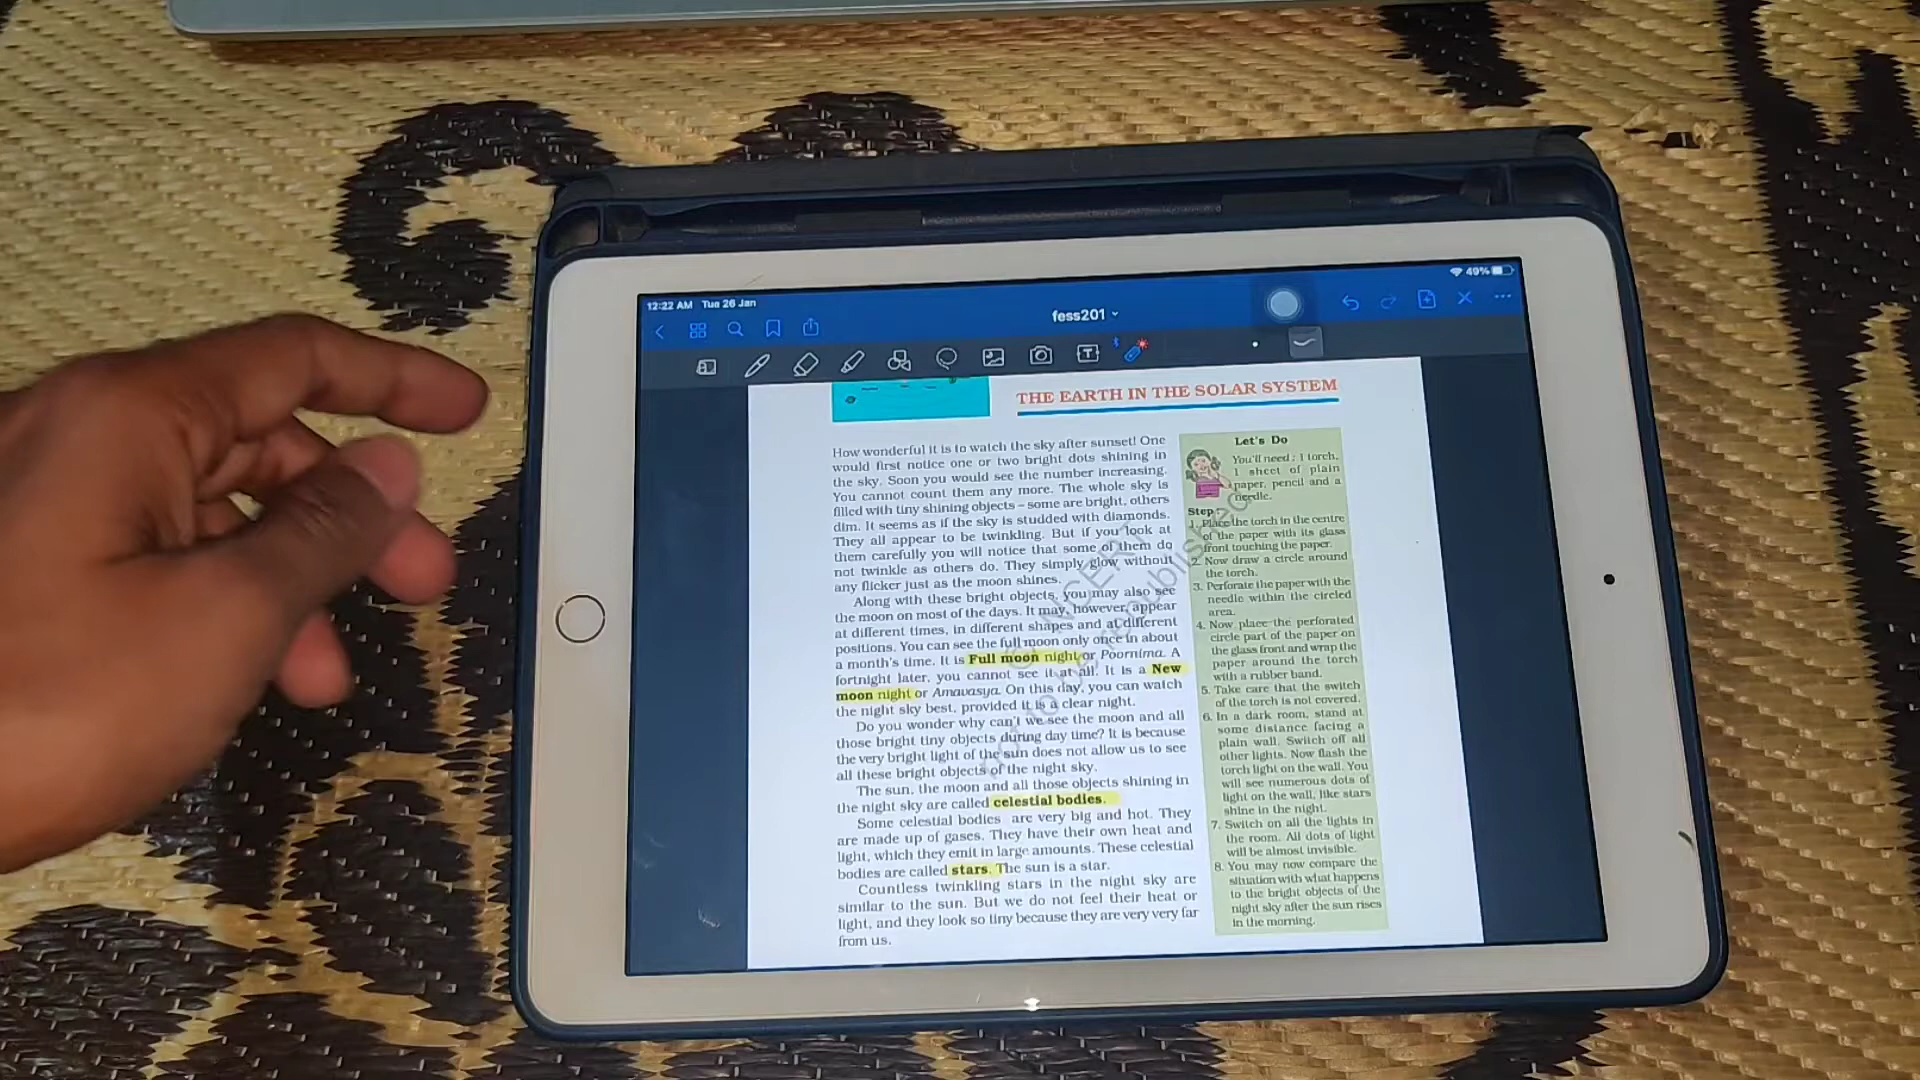 12:22 AM Tue 26 Jan
49%
fess201
THE EARTH IN THE SOLAR SYSTEM
How wonderful it is to watch the sky after sunset! One
would first notice one or two bright dots shining in
the sky. Soon you would see the number increasing.
You cannot count them any more. The whole sky is
filled with tiny shining objects – some are bright, others
dim. It seems as if the sky is studded with diamonds.
They all appear to be twinkling. But if you look at
them carefully you will notice that some of them do
not twinkle as others do. They simply glow without
any flicker just as the moon shines.
Along with these bright objects, you may also see
the moon on most of the days. It may, however, appear
at different times, in different shapes and at different
positions. You can see the full moon only once in about
a month's time. It is Full moon night or Poornima. A
fortnight later, you cannot see it at all. It is a New
moon night or Amavasya. On this day, you can watch
the night sky best, provided it is a clear night.
Do you wonder why can't we see the moon and all
those bright tiny objects during day time? It is because
the very bright light of the sun does not allow us to see
all these bright objects of the night sky.
The sun, the moon and all those objects shining in
the night sky are called celestial bodies.
Some celestial bodies are very big and hot. They
are made up of gases. They have their own heat and
light, which they emit in large amounts. These celestial
bodies are called stars. The sun is a star.
Countless twinkling stars in the night sky are
similar to the sun. But we do not feel their heat or
light, and they look so tiny because they are very very far
from us.
Let's Do
You'll need : 1 torch,
1 sheet of plain
paper, pencil and a
needle.
Step :
1. Place the torch in the centre
of the paper with its glass
front touching the paper.
2. Now draw a circle around
the torch.
3. Perforate the paper with the
needle within the circled
area.
4. Now place the perforated
circle part of the paper on
the glass front and wrap the
paper around the torch
with a rubber band.
5. Take care that the switch
of the torch is not covered.
6. In a dark room, stand at
some distance facing a
plain wall. Switch off all
other lights. Now flash the
torch light on the wall. You
will see numerous dots of
light on the wall, like stars
shine in the night.
7. Switch on all the lights in
the room. All dots of light
will be almost invisible.
8. You may now compare the
situation with what happens
to the bright objects of the
night sky after the sun rises
in the morning.
NCERT
not to be republished